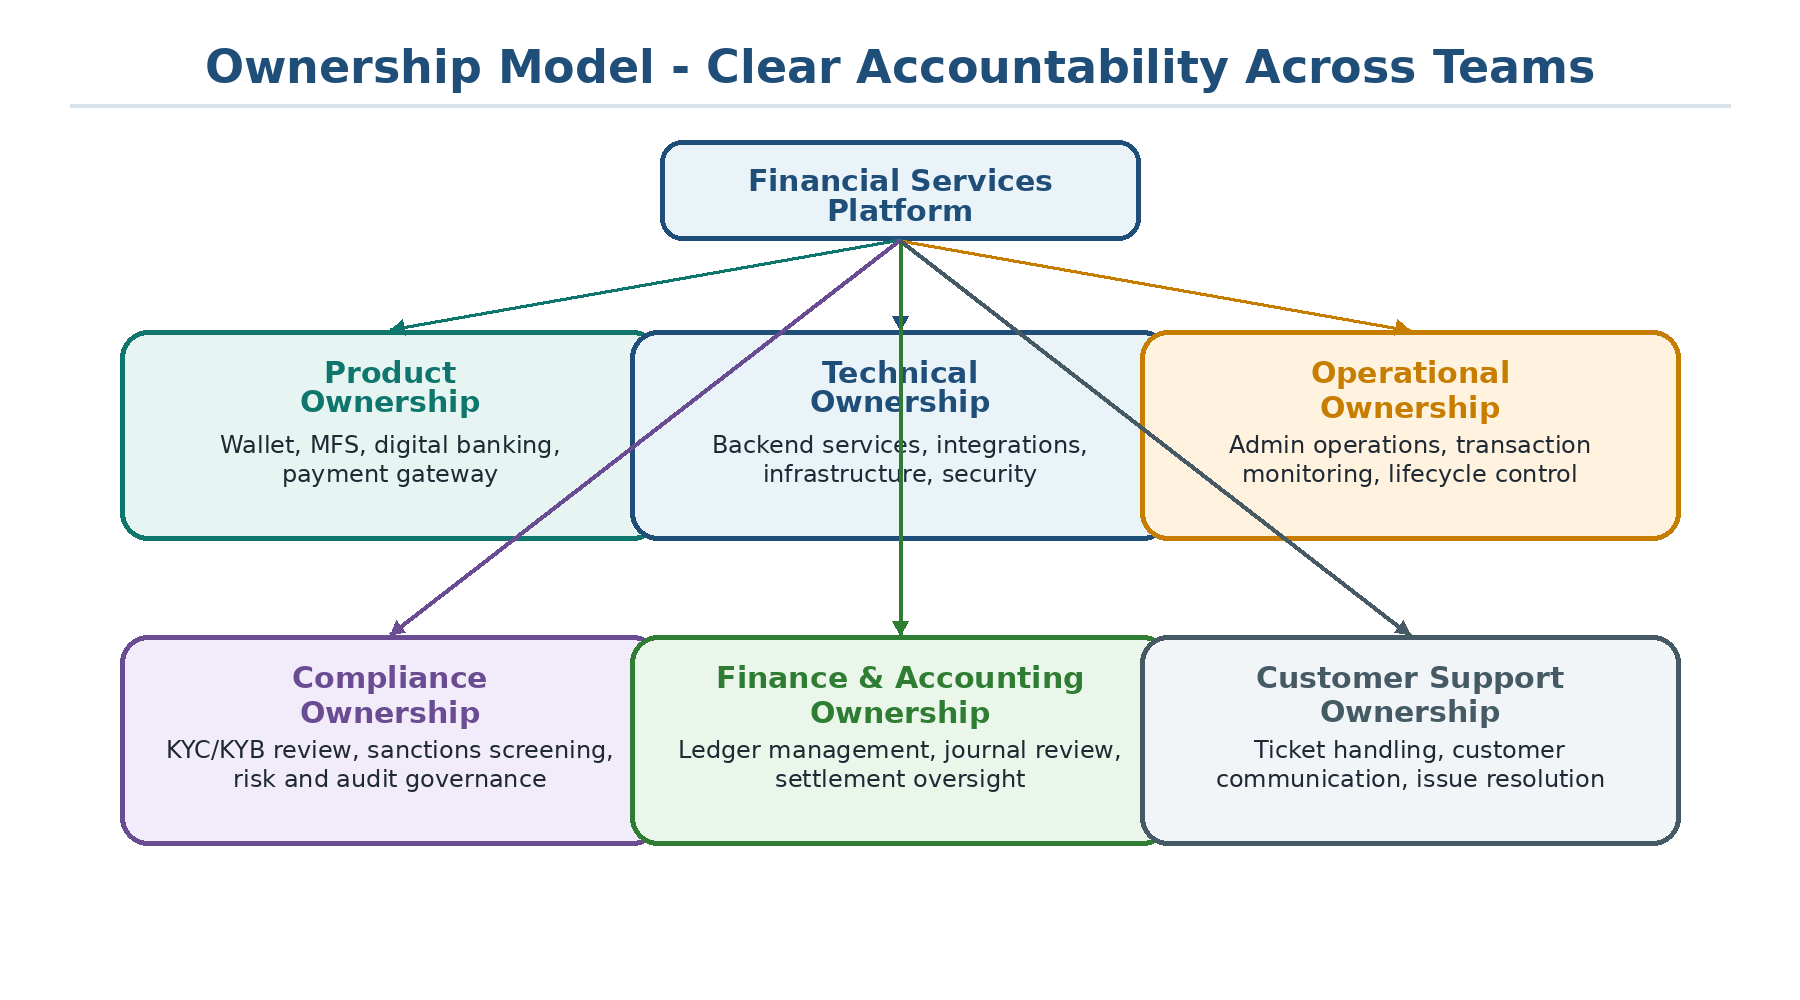 Ownership Model - Clear Accountability Across Teams
Financial Services
Platform
Product
Ownership
Wallet, MFS, digital banking,
payment gateway
Technical
Ownership
Backend services, integrations,
infrastructure, security
Operational
Ownership
Admin operations, transaction
monitoring, lifecycle control
Compliance
Ownership
KYC/KYB review, sanctions screening,
risk and audit governance
Finance & Accounting
Ownership
Ledger management, journal review,
settlement oversight
Customer Support
Ownership
Ticket handling, customer
communication, issue resolution